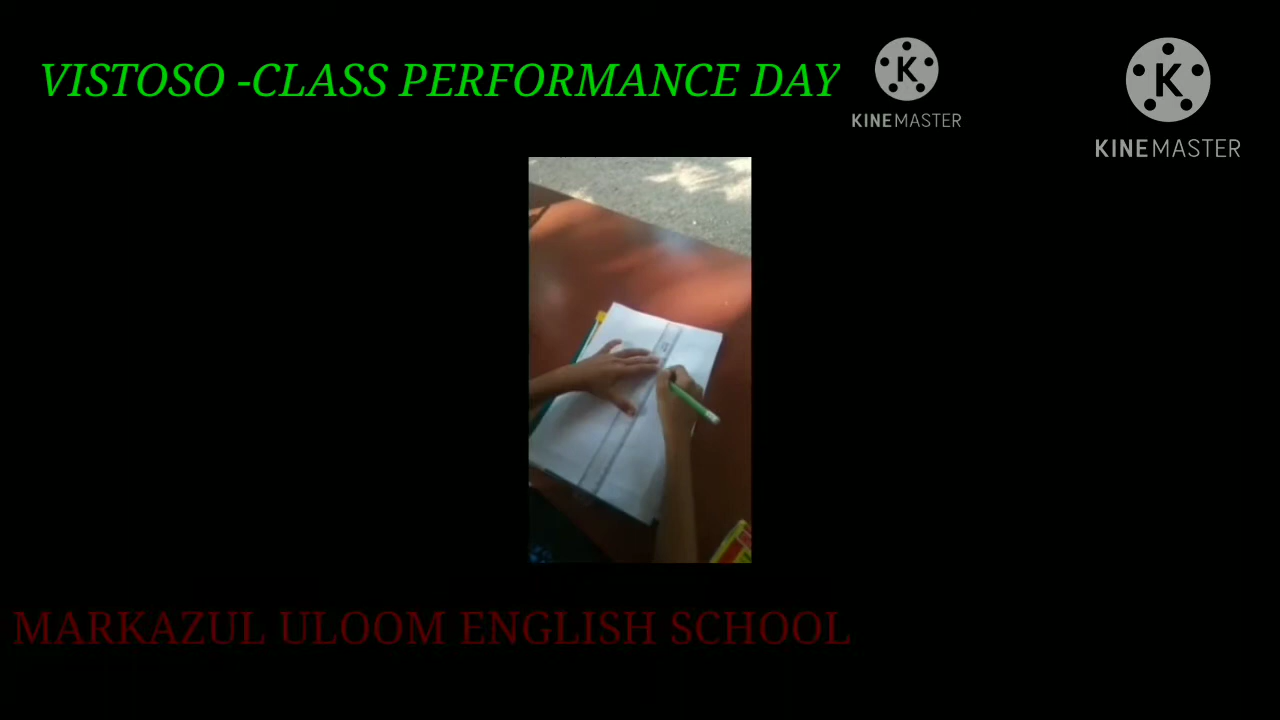 VISTOSO -CLASS PERFORMANCE DAY
KINEMASTER
KINEMASTER
MARKAZUL ULOOM ENGLISH SCHOOL